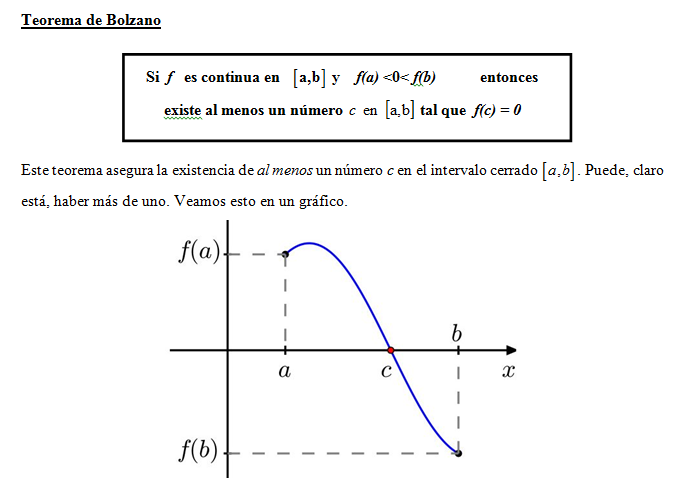 Teorema de Bolzano
Si f es continua en [a,b] y f(a) <0< f(b) entonces
existe al menos un número c en [a,b] tal que f(c) = 0
Este teorema asegura la existencia de al menos un número c en el intervalo cerrado [a,b]. Puede, claro
está, haber más de uno. Veamos esto en un gráfico.
f(a)
b
a
c
x
f(b)